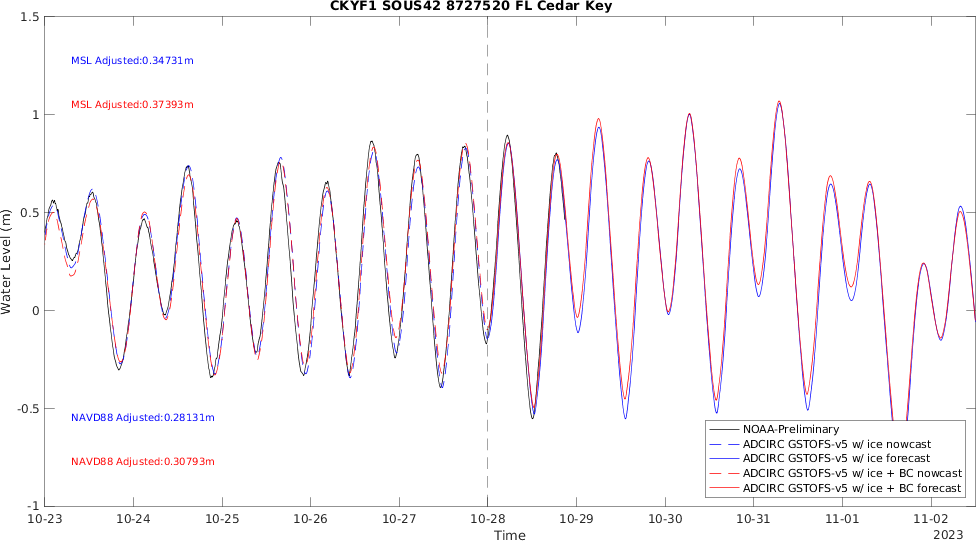 CKYF1 SOUS42 8727520 FL Cedar Key
1.5
1
0.5
0
-0.5
-1
Water Level (m)
MSL Adjusted:0.34731m
MSL Adjusted:0.37393m
NAVD88 Adjusted:0.28131m
NAVD88 Adjusted:0.30793m
NOAA-Preliminary
ADCIRC GSTOFS-v5 w/ ice nowcast
ADCIRC GSTOFS-v5 w/ ice forecast
ADCIRC GSTOFS-v5 w/ ice + BC nowcast
ADCIRC GSTOFS-v5 w/ ice + BC forecast
10-23 10-24 10-25 10-26 10-27 10-28 10-29 10-30 10-31 11-01 11-02
Time
2023